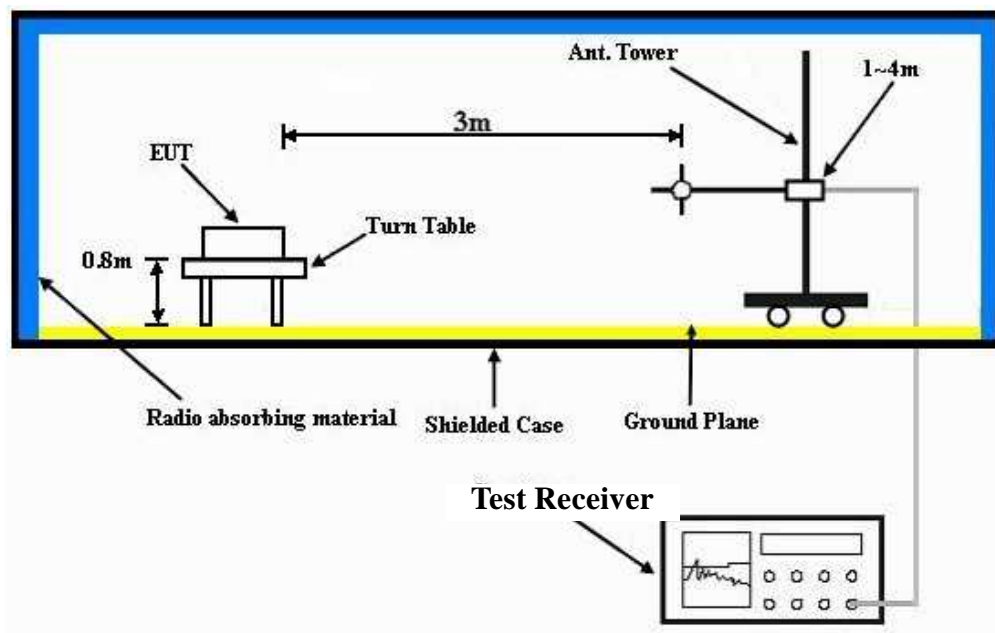 Ant. Tower
1~4m
3m
EUT
Turn Table
0.8m
Radio absorbing material
Shielded Case
Ground Plane
Test Receiver